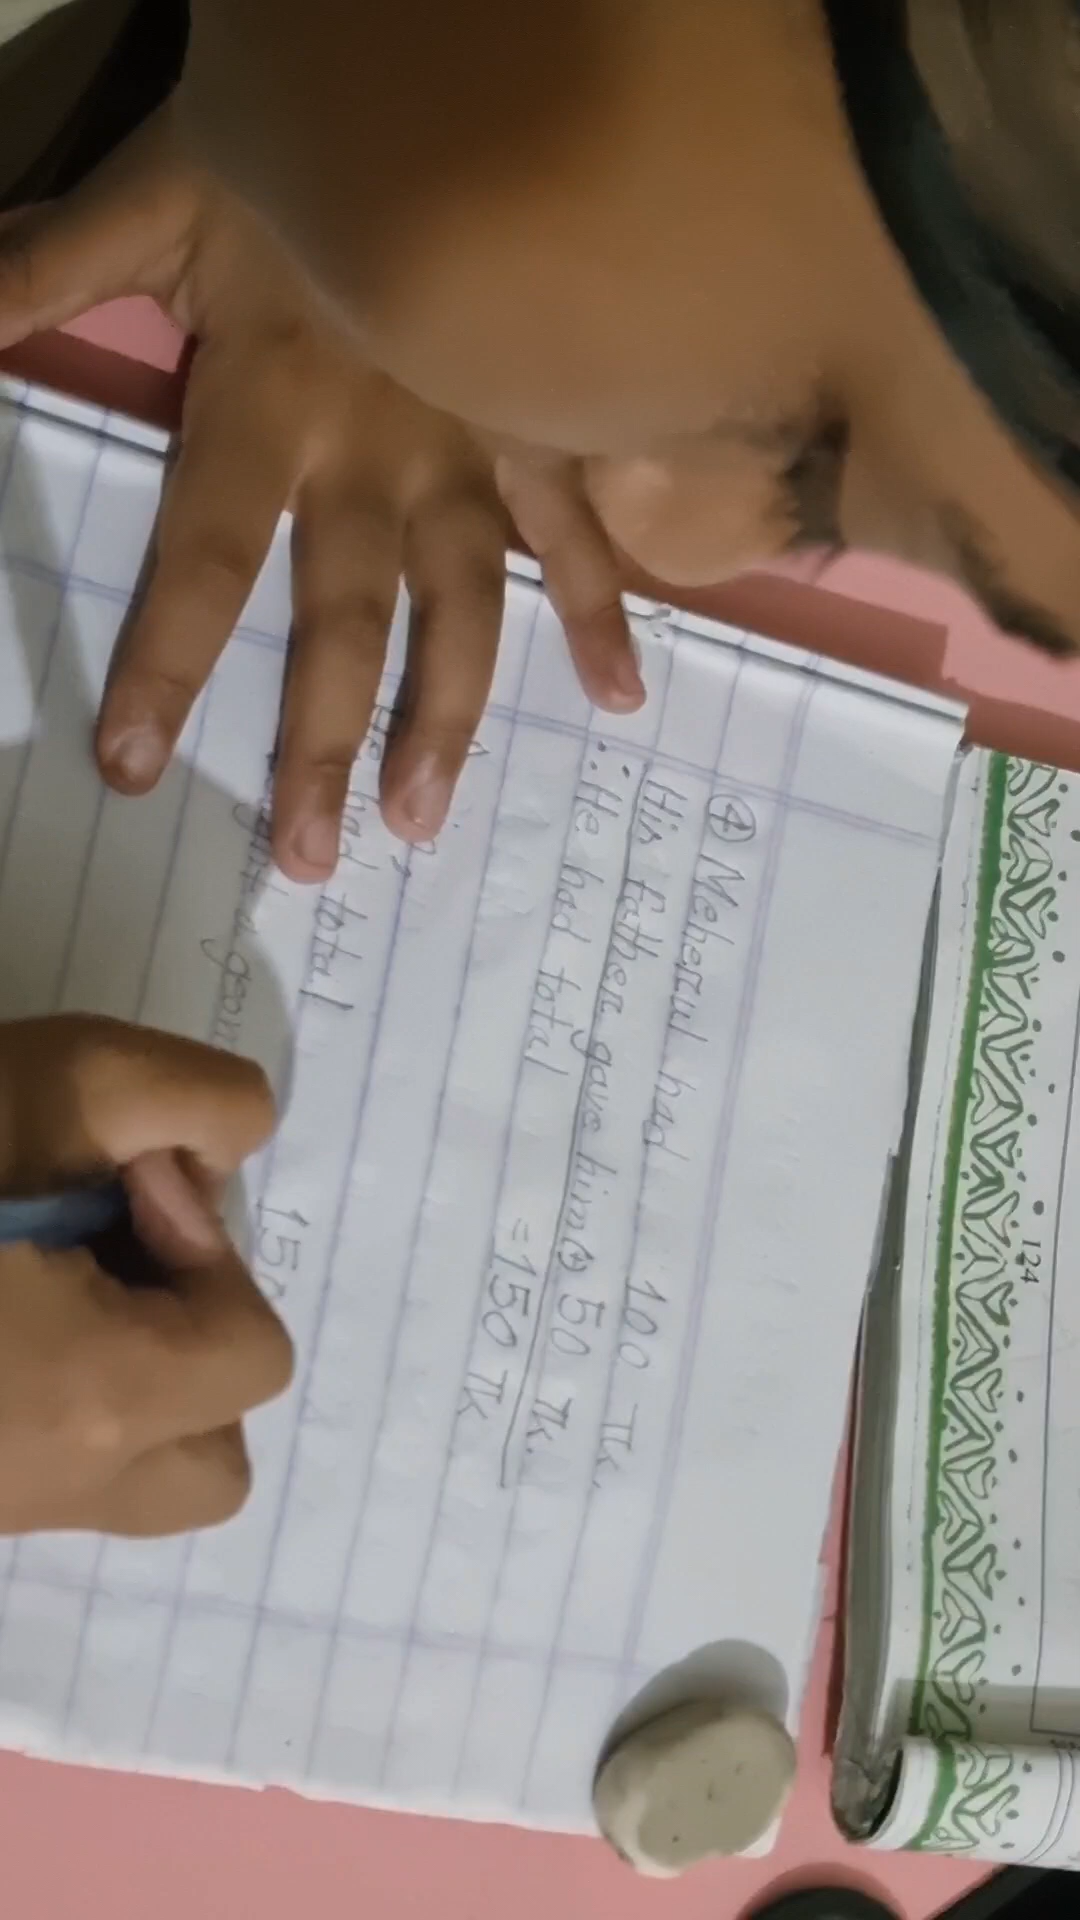 ④ Meherul had 100 TK.
His father gave him (+) 50 TK.
∴ He had total = 150 TK
He had total 150
a geom
124